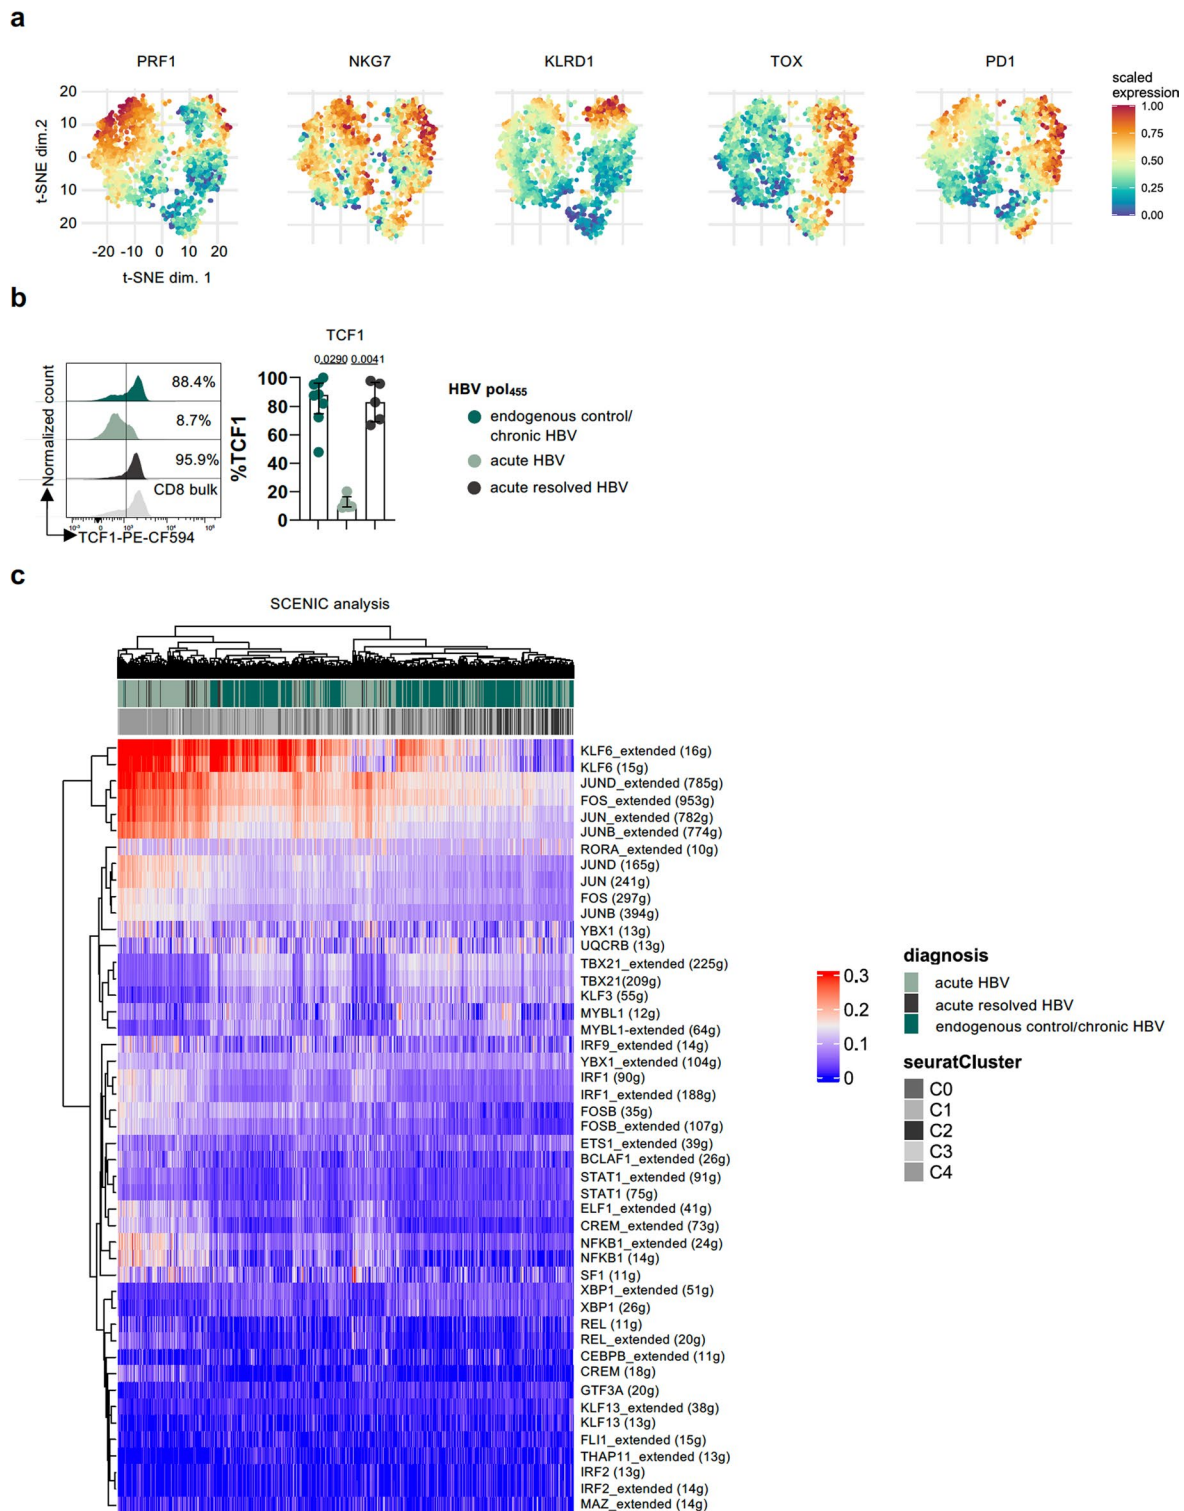 a
PRF1
NKG7
KLRD1
TOX
PD1
scaled
expression
1.00
0.75
0.50
0.25
0.00
t-SNE dim.2
20
10
0
10
20
-20 -10 0 10 20
t-SNE dim. 1
b
Normalized count
88.4%
8.7%
95.9%
CD8 bulk
TCF1-PE-CF594
TCF1
0.0290 0.0041
%TCF1
100
80
60
40
20
0
HBV pol455
endogenous control/
chronic HBV
acute HBV
acute resolved HBV
c
SCENIC analysis
KLF6_extended (16g)
KLF6 (15g)
JUND_extended (785g)
FOS_extended (953g)
JUN_extended (782g)
JUNB_extended (774g)
RORA_extended (10g)
JUND (165g)
JUN (241g)
FOS (297g)
JUNB (394g)
YBX1 (13g)
UQCRB (13g)
TBX21_extended (225g)
TBX21(209g)
KLF3 (55g)
MYBL1 (12g)
MYBL1-extended (64g)
IRF9_extended (14g)
YBX1_extended (104g)
IRF1 (90g)
IRF1_extended (188g)
FOSB (35g)
FOSB_extended (107g)
ETS1_extended (39g)
BCLAF1_extended (26g)
STAT1_extended (91g)
STAT1 (75g)
ELF1_extended (41g)
CREM_extended (73g)
NFKB1_extended (24g)
NFKB1 (14g)
SF1 (11g)
XBP1_extended (51g)
XBP1 (26g)
REL (11g)
REL_extended (20g)
CEBPB_extended (11g)
CREM (18g)
GTF3A (20g)
KLF13_extended (38g)
KLF13 (13g)
FLI1_extended (15g)
THAP11_extended (13g)
IRF2 (13g)
IRF2_extended (14g)
MAZ_extended (14g)
0.3
0.2
0.1
0
diagnosis
acute HBV
acute resolved HBV
endogenous control/chronic HBV
seuratCluster
C0
C1
C2
C3
C4